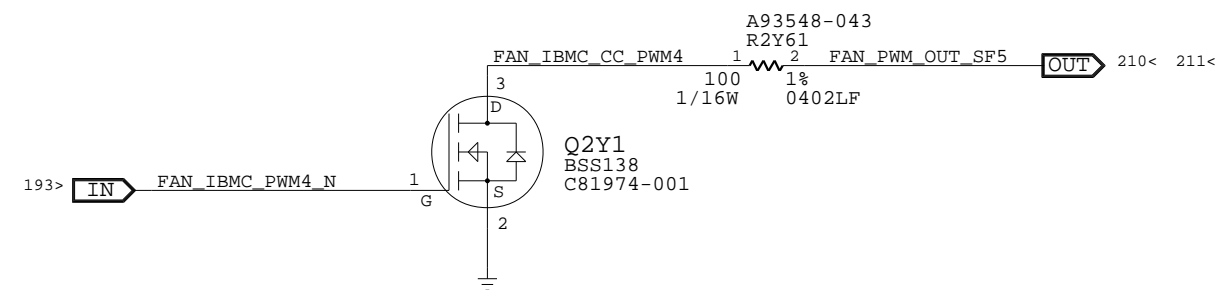 A93548-043
R2Y61
FAN_IBMC_CC_PWM4 1 2 FAN_PWM_OUT_SF5 OUT 210< 211<
100 1%
1/16W 0402LF
3
D
Q2Y1
BSS138
C81974-001
193> IN FAN_IBMC_PWM4_N 1
G
S
2